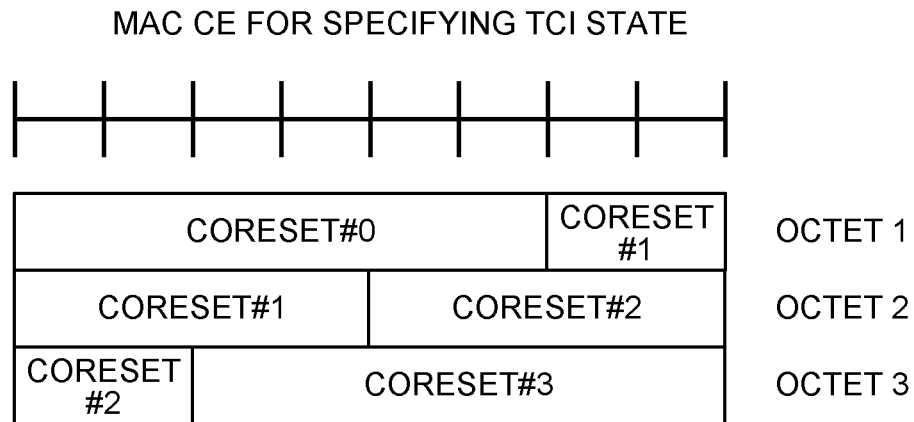 MAC CE FOR SPECIFYING TCI STATE
CORESET#0
CORESET
#1
OCTET 1
CORESET#1
CORESET#2
OCTET 2
CORESET
#2
CORESET#3
OCTET 3